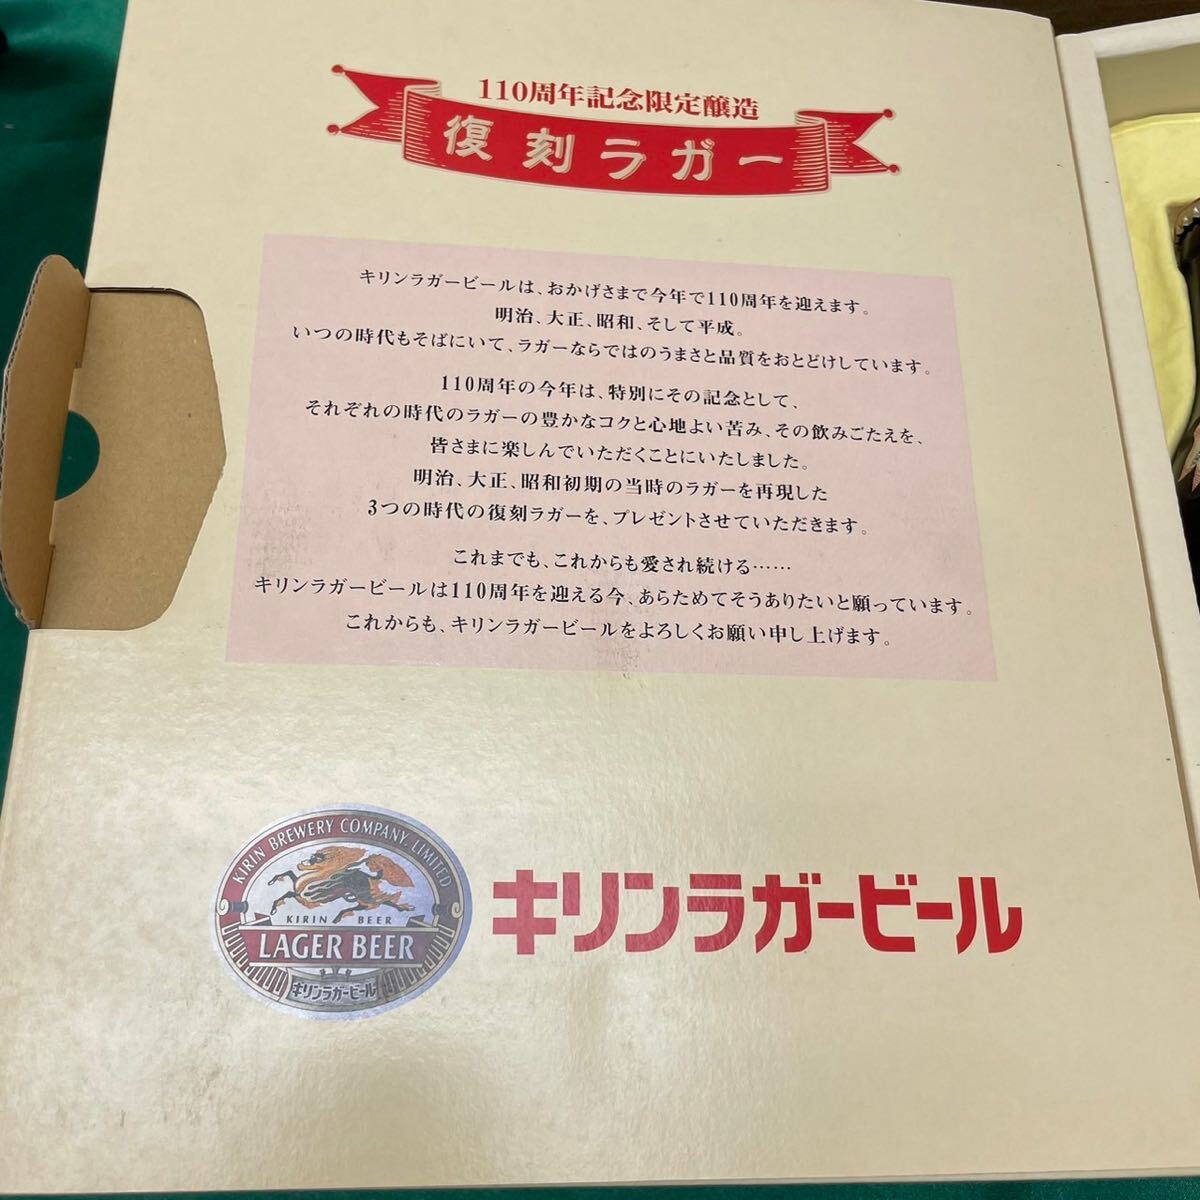 110周年記念限定醸造
復刻ラガー
キリンラガービールは、おかげさまで今年で110周年を迎えます。
明治、大正、昭和、そして平成。
いつの時代もそばにいて、ラガーならではのうまさと品質をおとどけしています。
110周年の今年は、特別にその記念として、
それぞれの時代のラガーの豊かなコクと心地よい苦み、その飲みごたえを、
皆さまに楽しんでいただくことにいたしました。
明治、大正、昭和初期の当時のラガーを再現した
3つの時代の復刻ラガーを、プレゼントさせていただきます。
これまでも、これからも愛され続ける……
キリンラガービールは110周年を迎える今、あらためてそうありたいと願っています。
これからも、キリンラガービールをよろしくお願い申し上げます。
KIRIN BREWERY COMPANY, LIMITED
KIRIN BEER
LAGER BEER
キリンラガービール
キリンラガービール